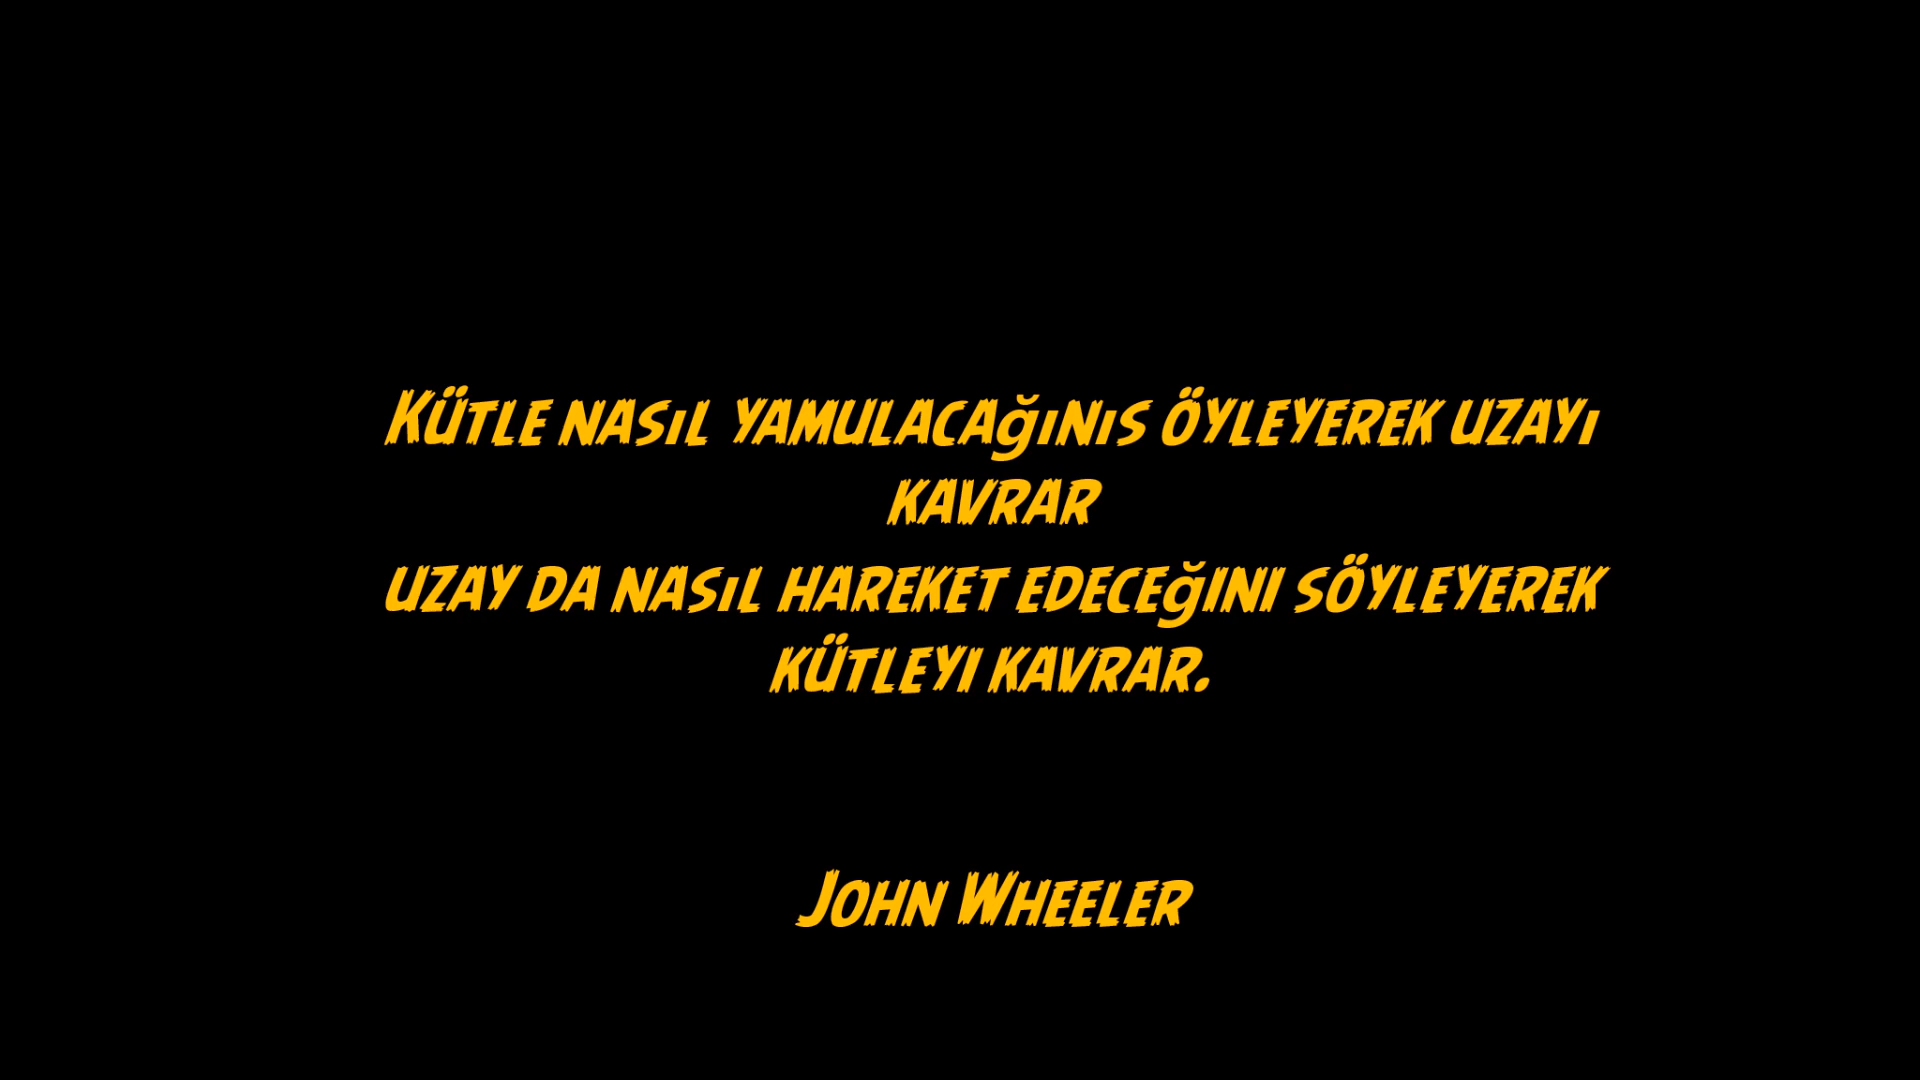 Kütle nasıl yamulacağınıs öyleyerek uzayı
kavrar
uzay da nasıl hareket edeceğini söyleyerek
kütleyi kavrar.
John Wheeler